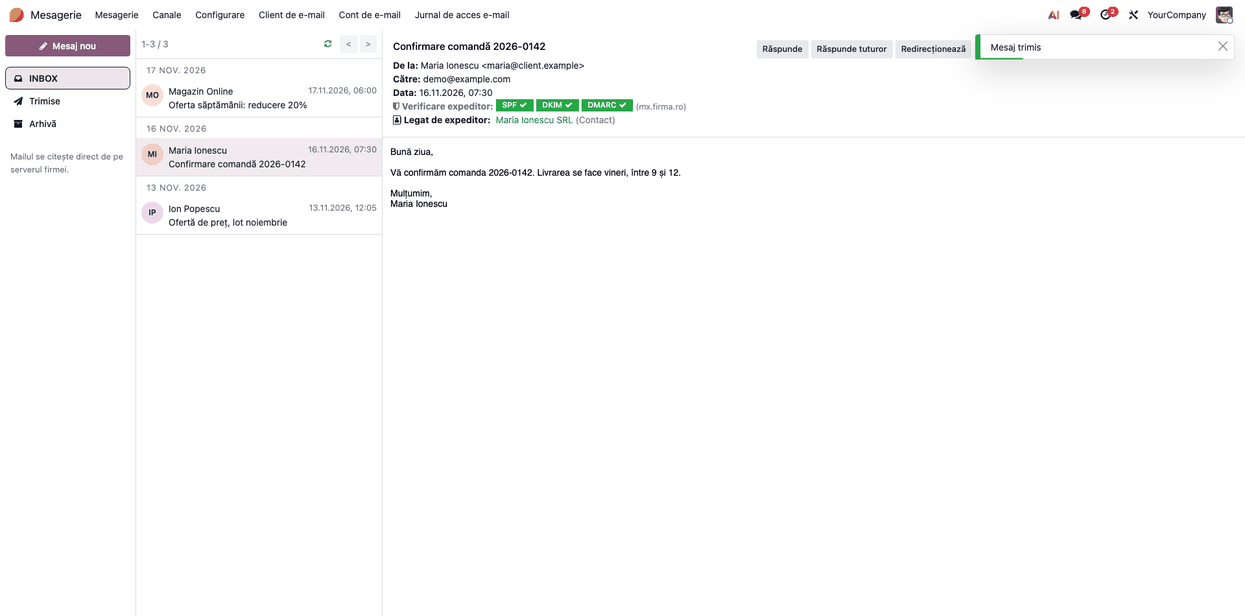 Mesagerie Mesagerie Canale Configurare Client de e-mail Cont de e-mail Jurnal de acces e-mail AI 8 2 YourCompany
Mesaj nou
INBOX
Trimise
Arhivă
Mailul se citește direct de pe
serverul firmei.
1-3 / 3 < >
17 NOV. 2026
MO Magazin Online 17.11.2026, 06:00
Oferta săptămânii: reducere 20%
16 NOV. 2026
MI Maria Ionescu 16.11.2026, 07:30
Confirmare comandă 2026-0142
13 NOV. 2026
IP Ion Popescu 13.11.2026, 12:05
Ofertă de preț, lot noiembrie
Confirmare comandă 2026-0142
Răspunde Răspunde tuturor Redirecționează
Mesaj trimis
De la: Maria Ionescu <maria@client.example>
Către: demo@example.com
Data: 16.11.2026, 07:30
Verificare expeditor: SPF ✓ DKIM ✓ DMARC ✓ (mx.firma.ro)
Legat de expeditor: Maria Ionescu SRL (Contact)
Bună ziua,
Vă confirmăm comanda 2026-0142. Livrarea se face vineri, între 9 și 12.
Mulțumim,
Maria Ionescu